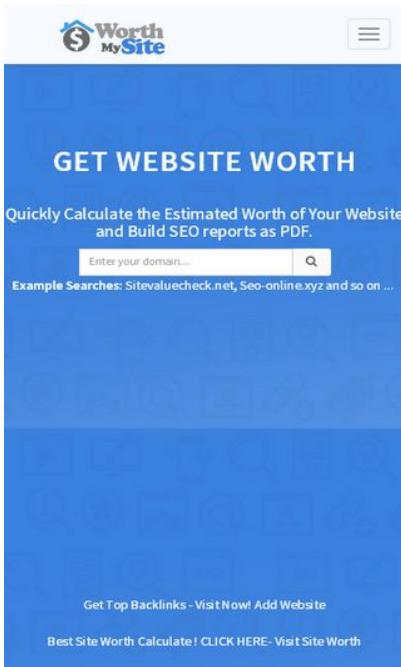 Worth
MySite
GET WEBSITE WORTH
Quickly Calculate the Estimated Worth of Your Website
and Build SEO reports as PDF.
Enter your domain....
Example Searches: Sitevaluecheck.net, Seo-online.xyz and so on ...
Get Top Backlinks - Visit Now! Add Website
Best Site Worth Calculate ! CLICK HERE- Visit Site Worth